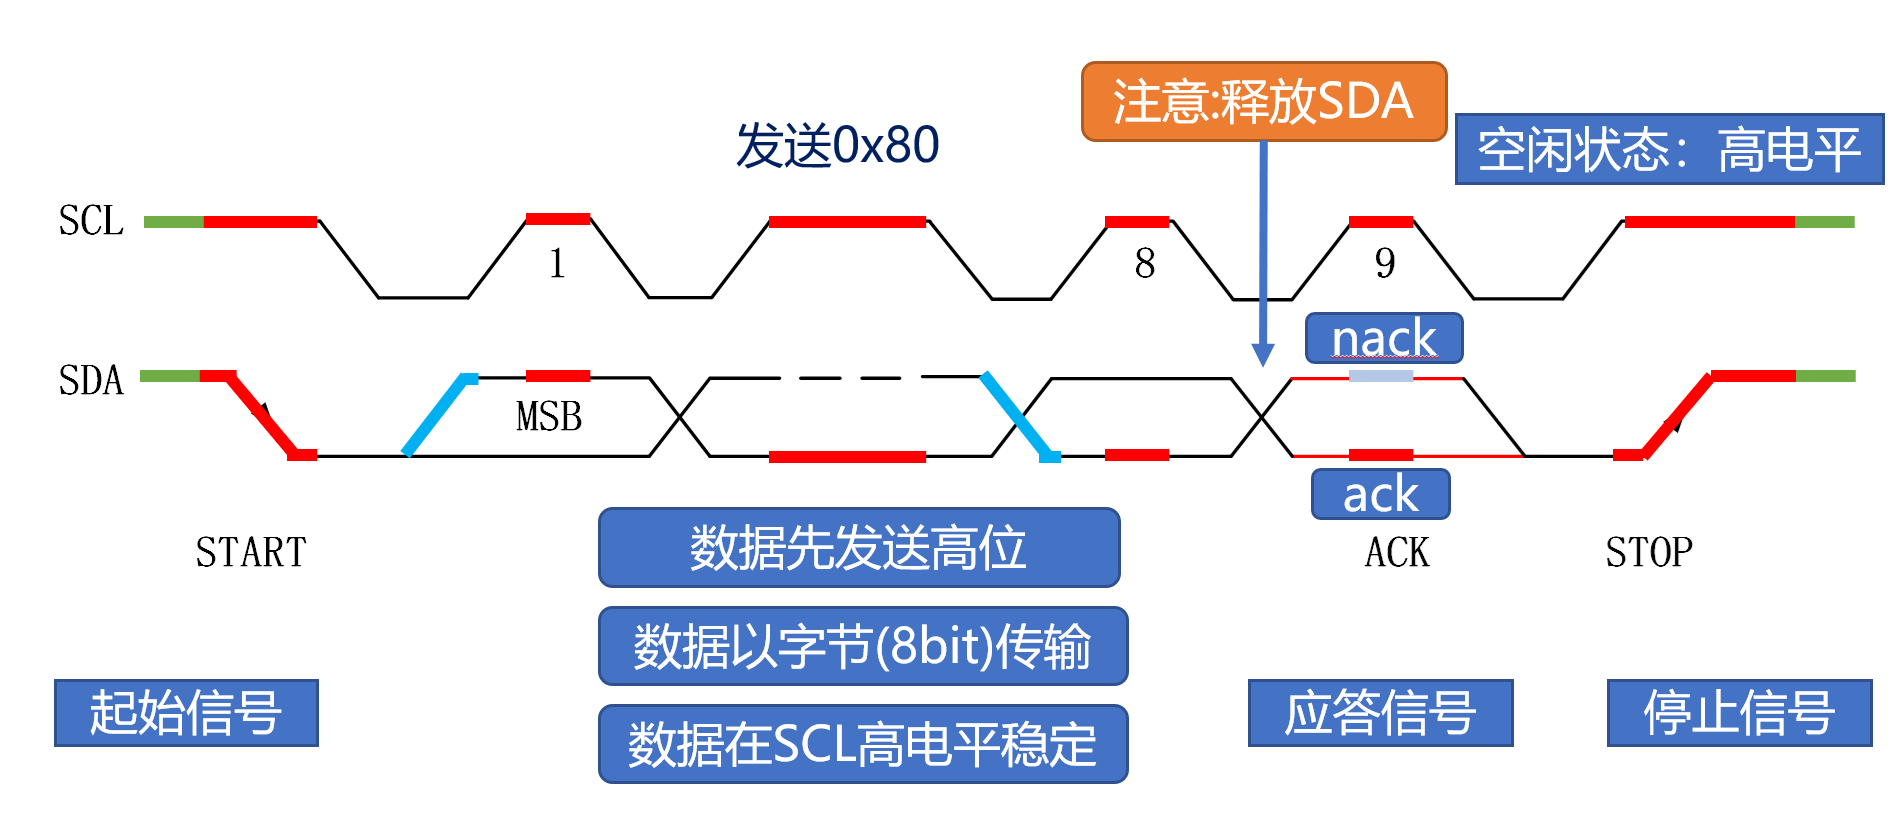 注意:释放SDA
发送0x80
空闲状态：高电平
SCL
1
8
9
nack
SDA
MSB
ack
START
数据先发送高位
ACK
STOP
数据以字节(8bit)传输
起始信号
数据在SCL高电平稳定
应答信号
停止信号